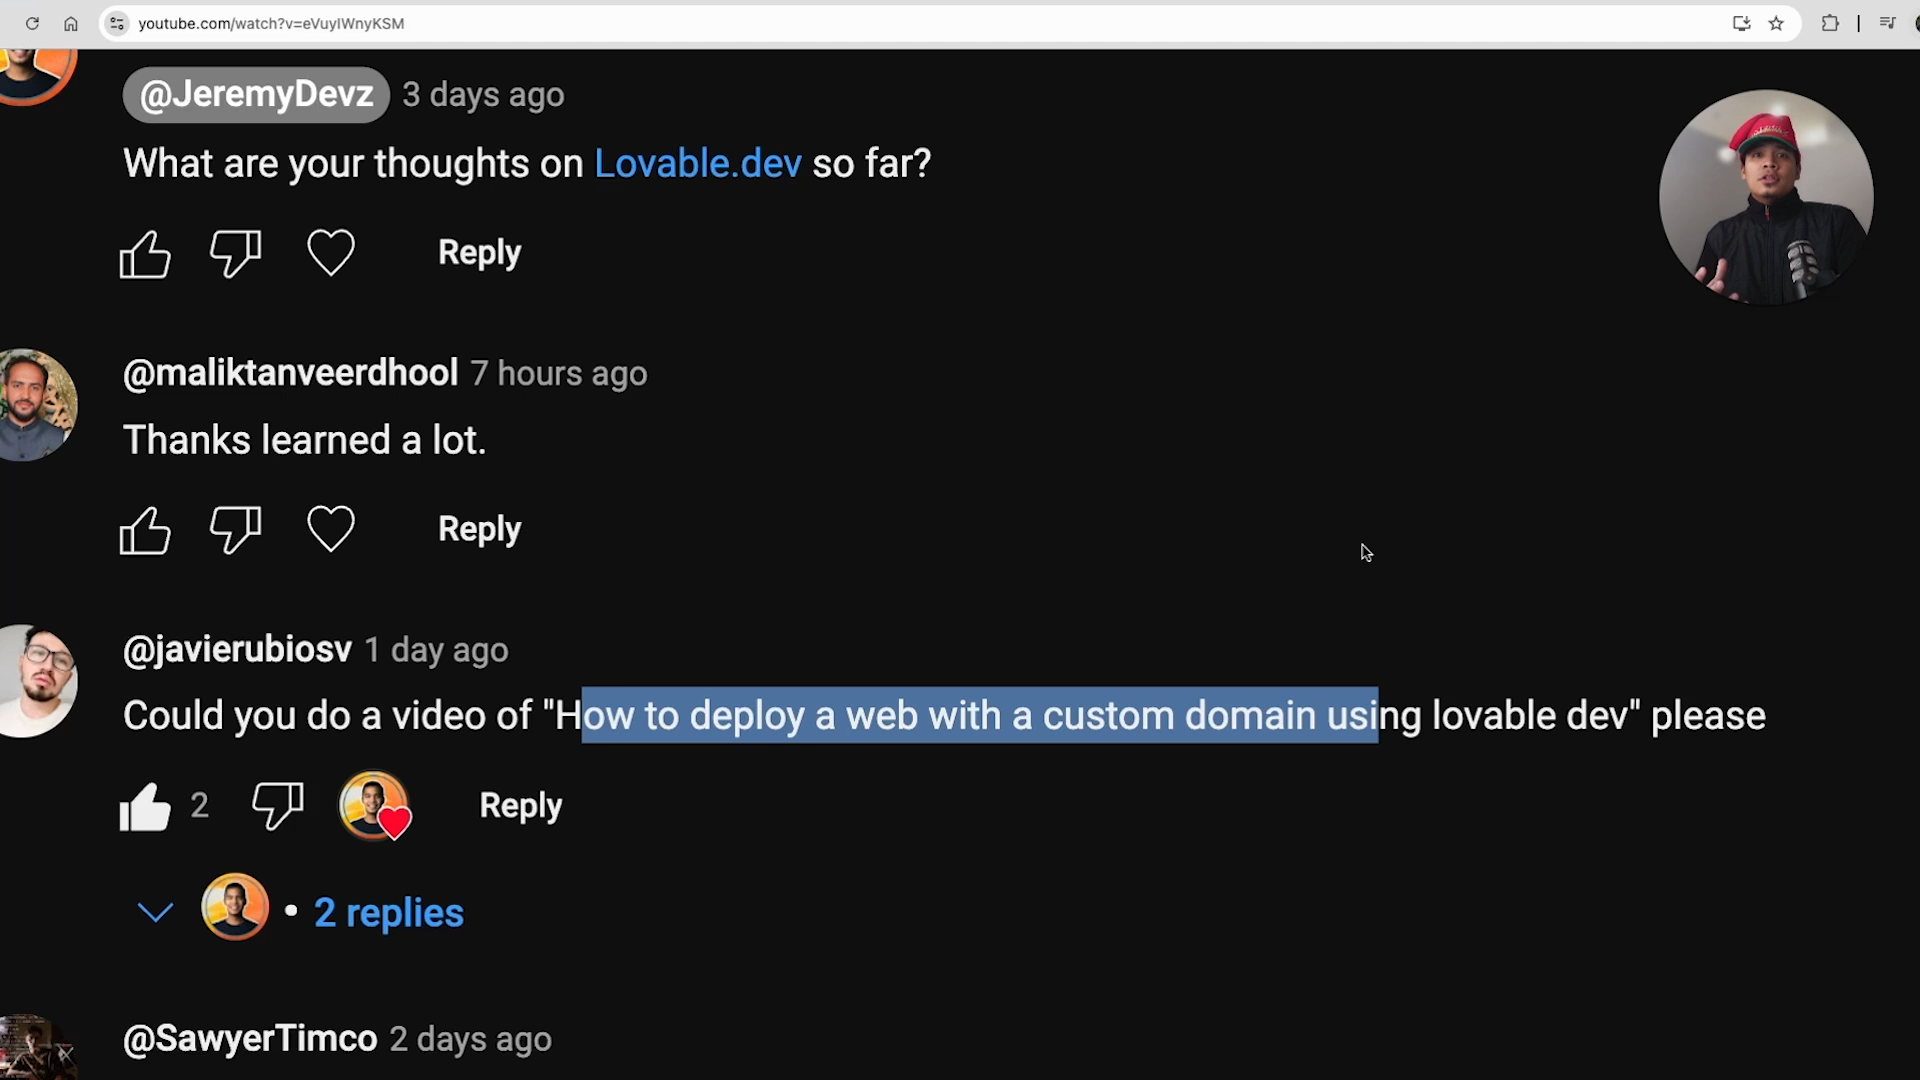 youtube.com/watch?v=eVuyIWnyKSM
@JeremyDevz 3 days ago
What are your thoughts on Lovable.dev so far?
Reply
@maliktanveerdhool 7 hours ago
Thanks learned a lot.
Reply
@javierubiosv 1 day ago
Could you do a video of "How to deploy a web with a custom domain using lovable dev" please
2 Reply
• 2 replies
@SawyerTimco 2 days ago